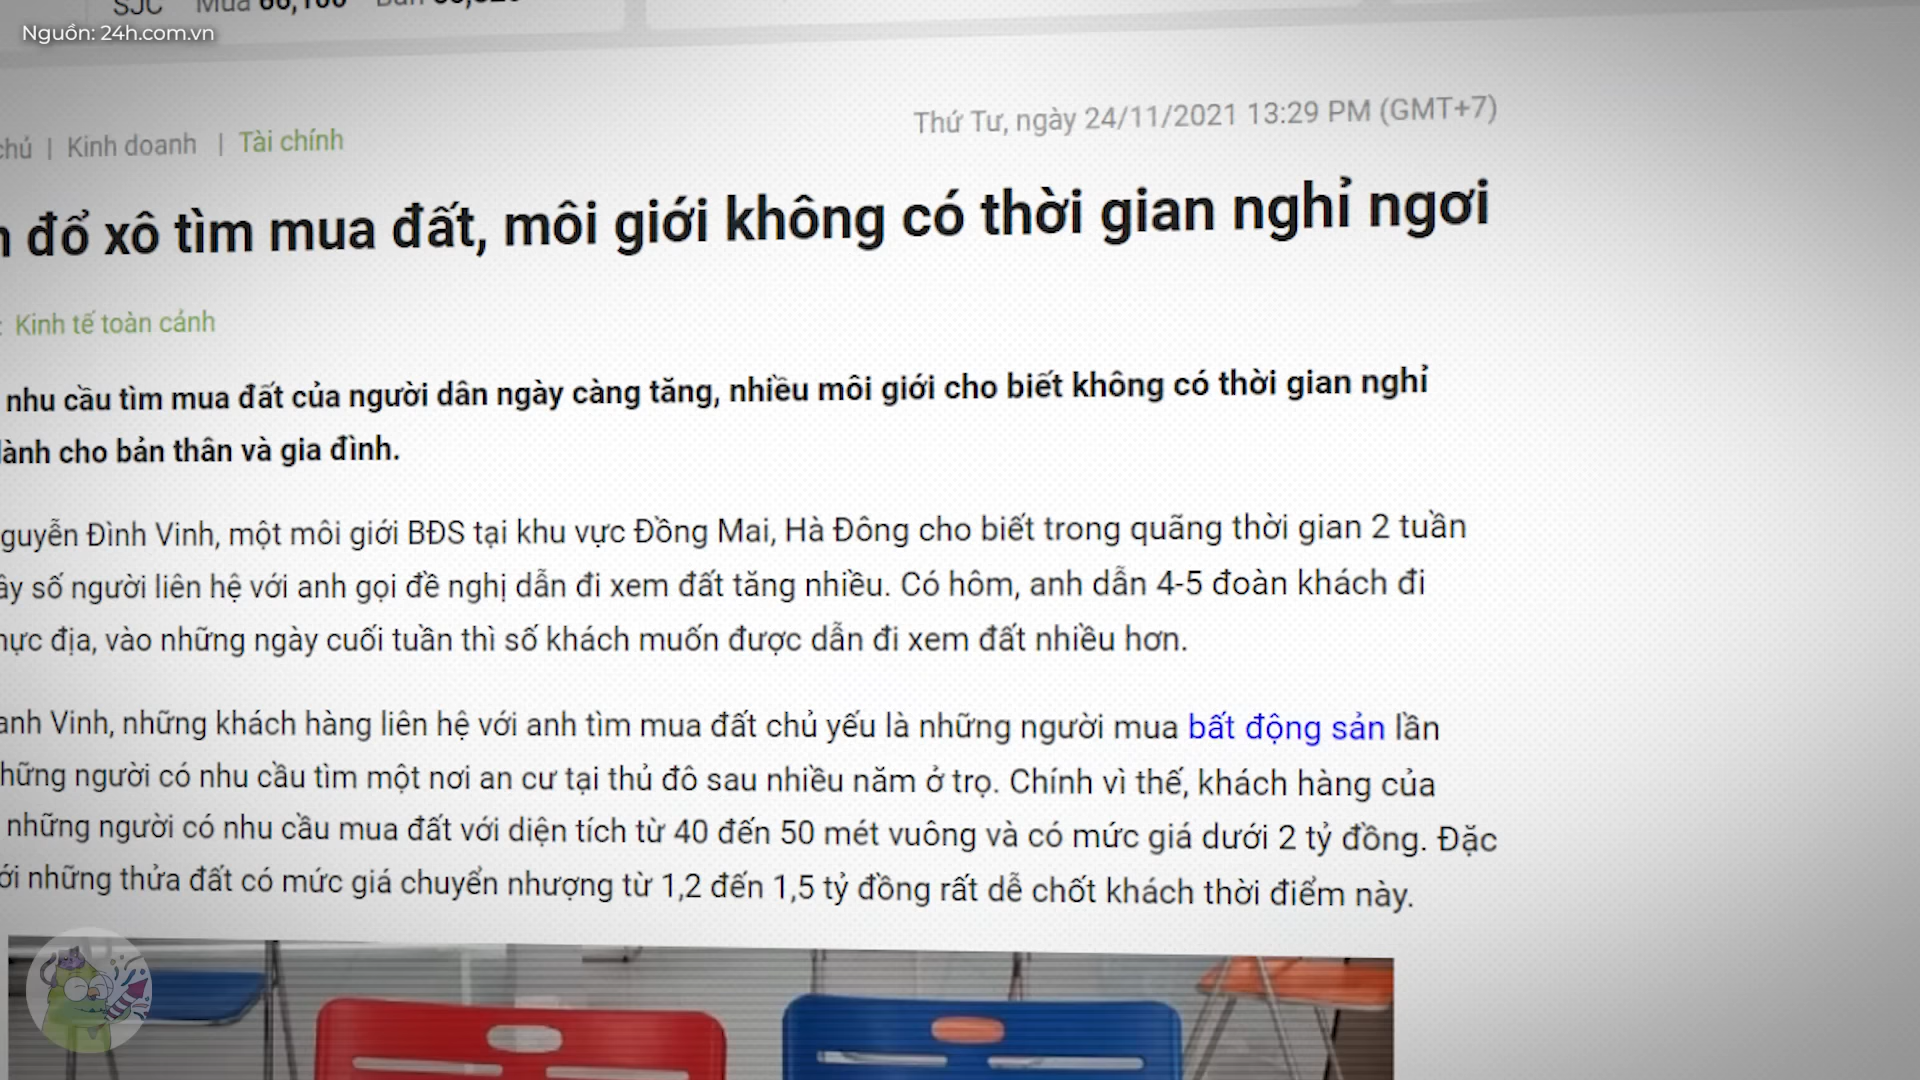 SJC Mua
Nguồn: 24h.com.vn
Thứ Tư, ngày 24/11/2021 13:29 PM (GMT+7)
| Kinh doanh | Tài chính
đổ xô tìm mua đất, môi giới không có thời gian nghỉ ngơi
Kinh tế toàn cảnh
nhu cầu tìm mua đất của người dân ngày càng tăng, nhiều môi giới cho biết không có thời gian nghỉ
cho bản thân và gia đình.
Đình Vinh, một môi giới BĐS tại khu vực Đồng Mai, Hà Đông cho biết trong quãng thời gian 2 tuần
số người liên hệ với anh gọi đề nghị dẫn đi xem đất tăng nhiều. Có hôm, anh dẫn 4-5 đoàn khách đi
địa, vào những ngày cuối tuần thì số khách muốn được dẫn đi xem đất nhiều hơn.
anh Vinh, những khách hàng liên hệ với anh tìm mua đất chủ yếu là những người mua bất động sản lần
người có nhu cầu tìm một nơi an cư tại thủ đô sau nhiều năm ở trọ. Chính vì thế, khách hàng của
những người có nhu cầu mua đất với diện tích từ 40 đến 50 mét vuông và có mức giá dưới 2 tỷ đồng. Đặc
những thửa đất có mức giá chuyển nhượng từ 1,2 đến 1,5 tỷ đồng rất dễ chốt khách thời điểm này.